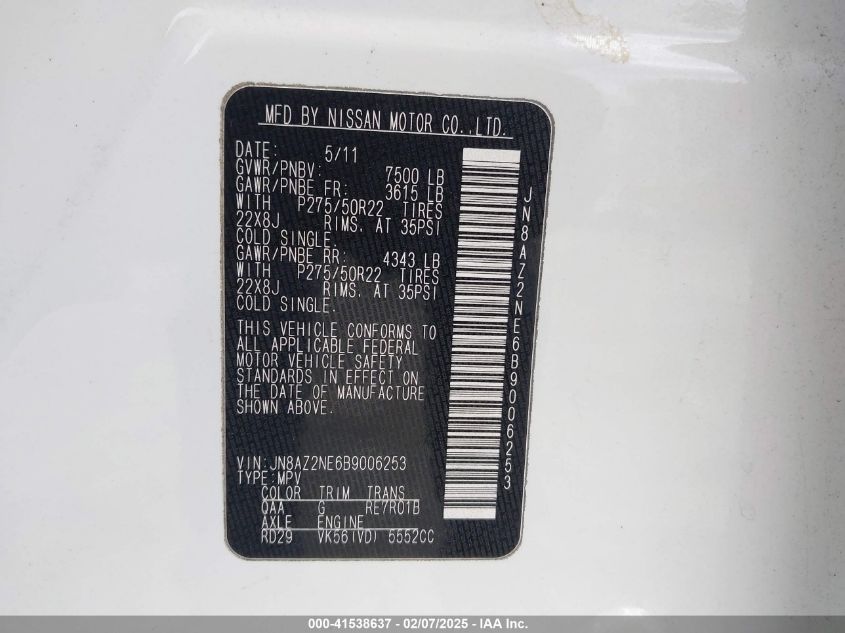 MFD BY NISSAN MOTOR CO.,LTD.
DATE: 5/11
GVWR/PNBV: 7500 LB
GAWR/PNBE FR: 3615 LB
WITH P275/50R22 TIRES
22X8J RIMS. AT 35PSI
COLD SINGLE.
GAWR/PNBE RR: 4343 LB
WITH P275/50R22 TIRES
22X8J RIMS. AT 35PSI
COLD SINGLE.
THIS VEHICLE CONFORMS TO
ALL APPLICABLE FEDERAL
MOTOR VEHICLE SAFETY
STANDARDS IN EFFECT ON
THE DATE OF MANUFACTURE
SHOWN ABOVE.
VIN:JN8AZ2NE6B9006253
TYPE:MPV
COLOR TRIM TRANS
QAA G RE7R01B
AXLE ENGINE
RD29 VK56(VD) 5552CC
JN8AZ2NE6B9006253
000-41538637 - 02/07/2025 - IAA Inc.